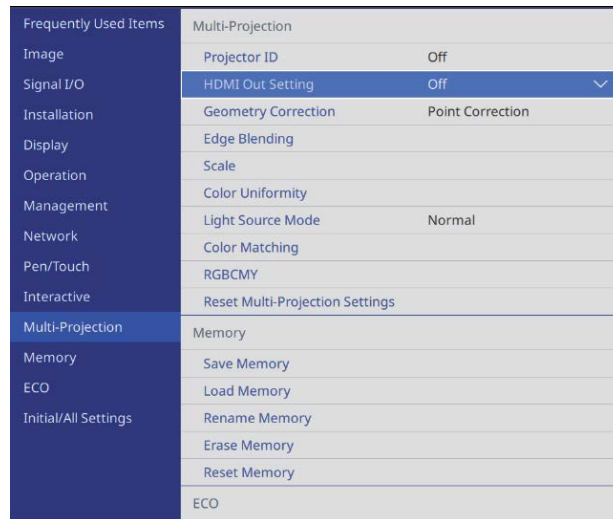 Frequently Used Items
Image
Signal I/O
Installation
Display
Operation
Management
Network
Pen/Touch
Interactive
Multi-Projection
Memory
ECO
Initial/All Settings
Multi-Projection
Projector ID Off
HDMI Out Setting Off
Geometry Correction Point Correction
Edge Blending
Scale
Color Uniformity
Light Source Mode Normal
Color Matching
RGBCMY
Reset Multi-Projection Settings
Memory
Save Memory
Load Memory
Rename Memory
Erase Memory
Reset Memory
ECO